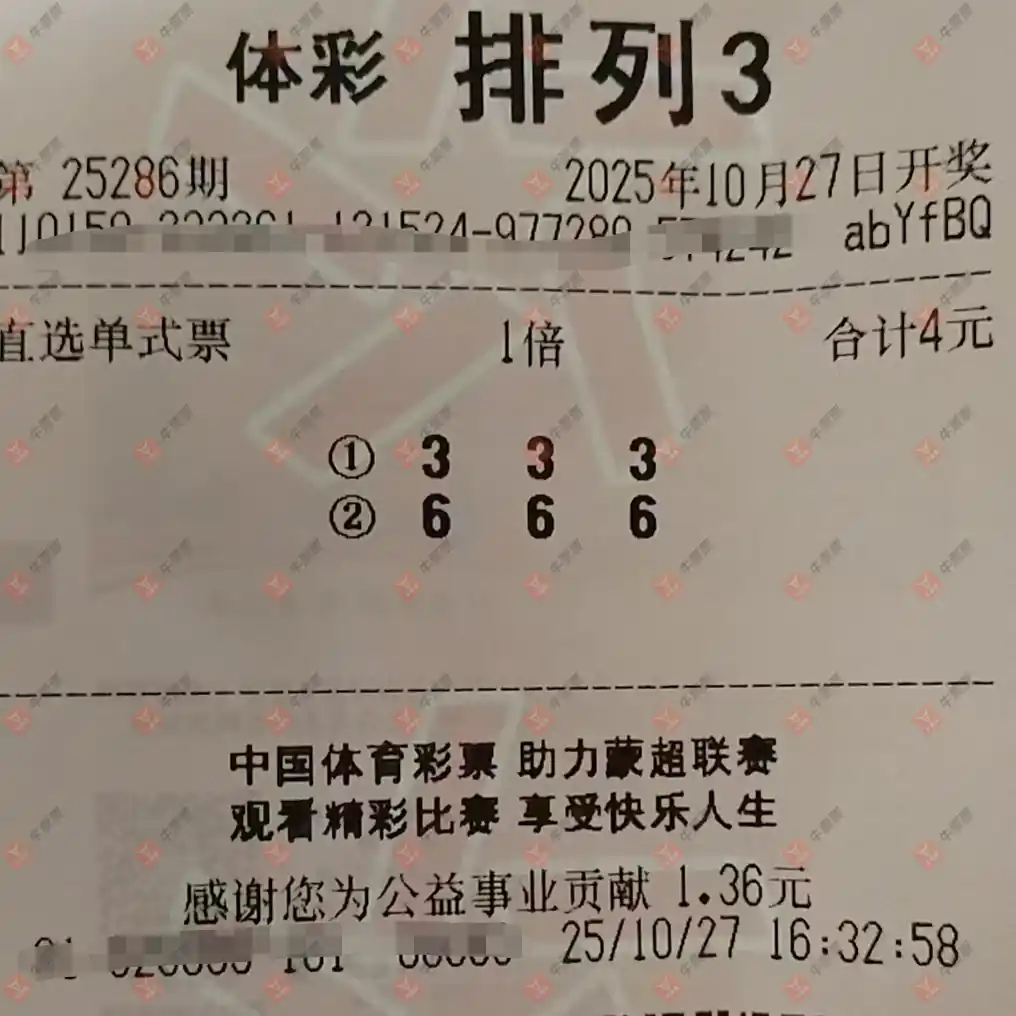 体彩 排列3
第 25286期 2025年10月27日开奖
abYfBQ
直选单式票 1倍 合计4元
① 3 3 3
② 6 6 6
中国体育彩票 助力蒙超联赛
观看精彩比赛 享受快乐人生
感谢您为公益事业贡献 1.36元
25/10/27 16:32:58